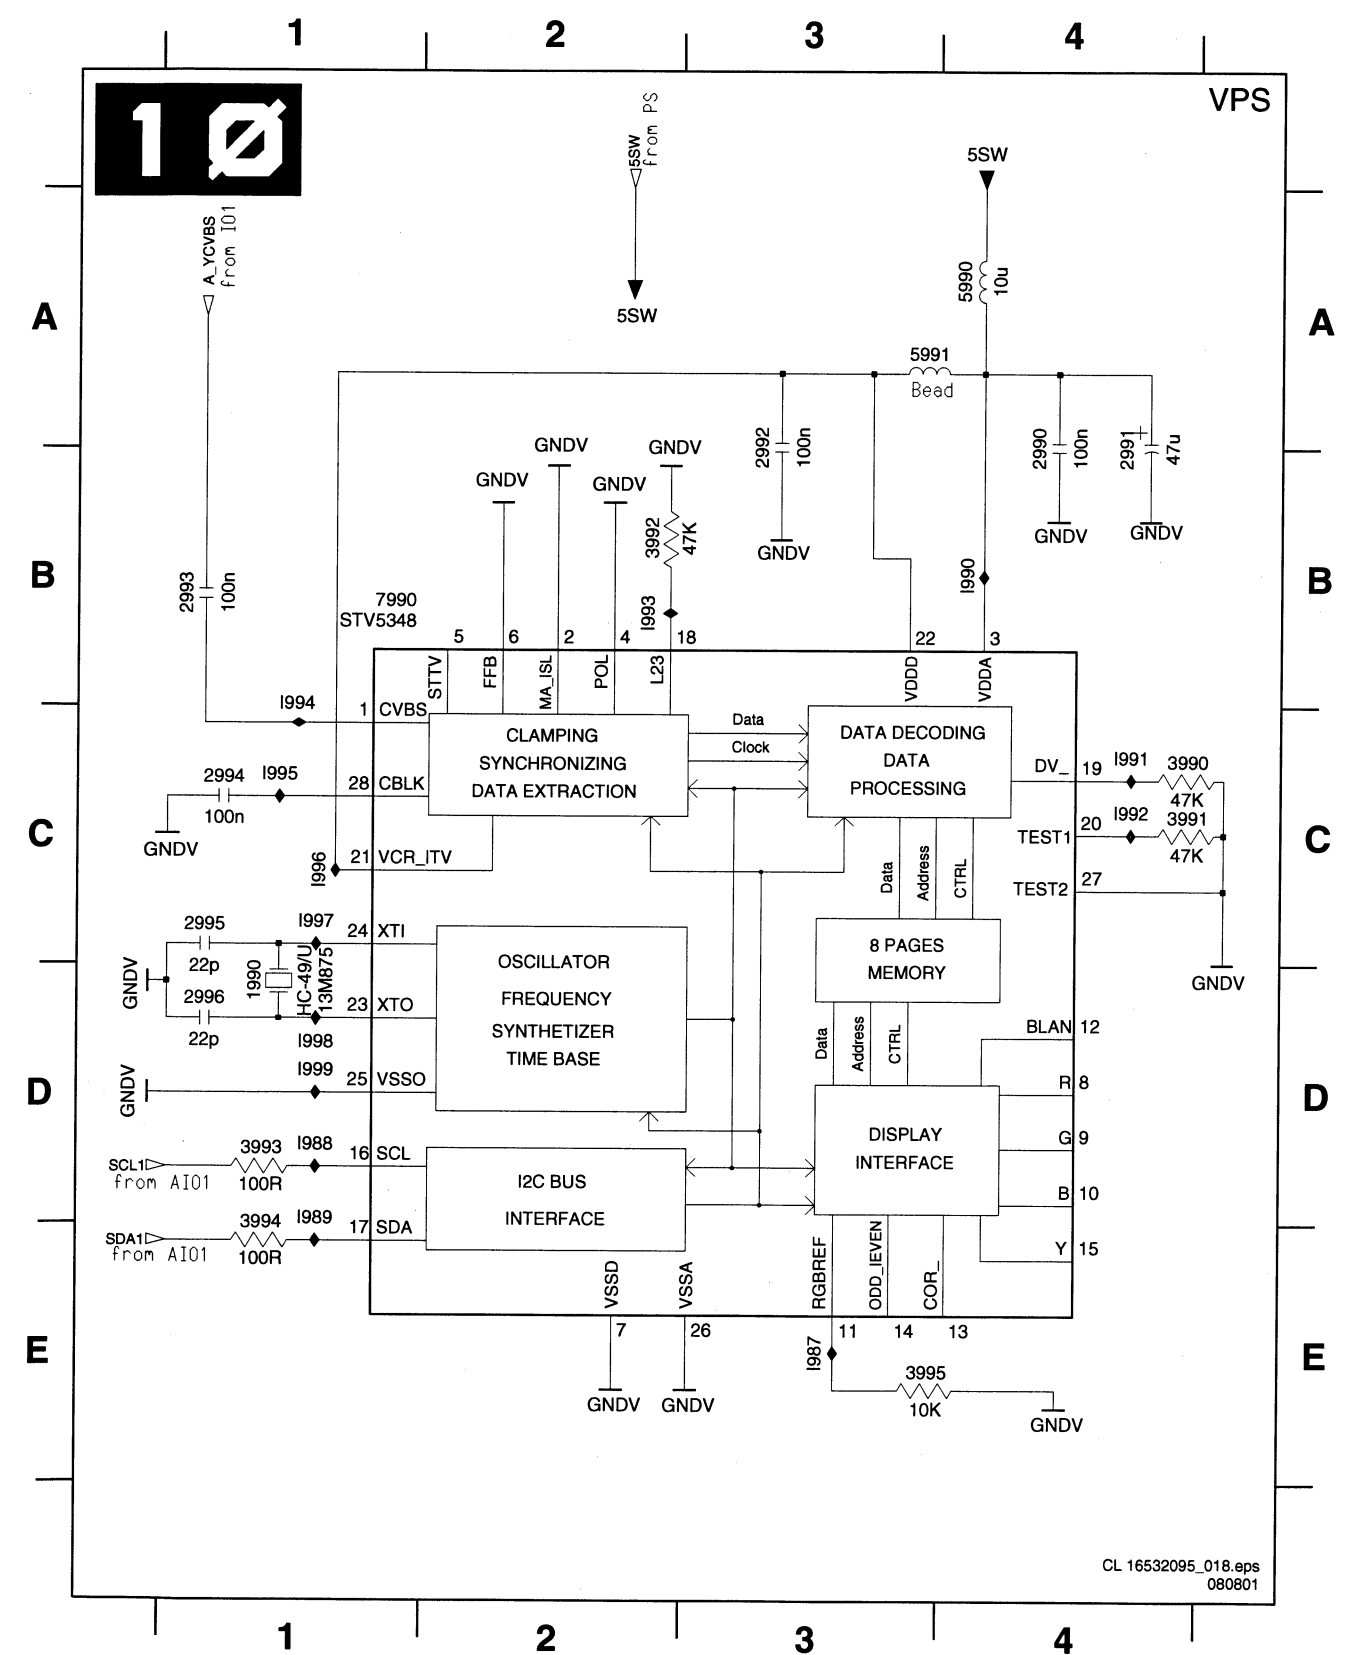 1 2 3 4
VPS
10
5SW
from PS
5SW
A_YCVBS
from IO1
5990
10u
A
A
5SW
5991
Bead
GNDV
GNDV
2992
100n
2990
100n
2991
+
47u
GNDV
GNDV
3992
47K
GNDV
GNDV
GNDV
B
B
2993
100n
I990
7990
STV5348
I993
5
6
2
4
18
22
3
STTV
FFB
MA_ISL
POL
L23
VDDD
VDDA
I994
1
CVBS
CLAMPING
SYNCHRONIZING
DATA EXTRACTION
Data
Clock
DATA DECODING
DATA
PROCESSING
DV_
19
I991
3990
47K
2994
I995
100n
28
CBLK
GNDV
C
C
TEST1
20
I992
3991
47K
I996
21
VCR_ITV
Data
Address
CTRL
TEST2
27
2995
22p
I997
24
XTI
GNDV
1990
HC-49/U
13M875
OSCILLATOR
FREQUENCY
SYNTHETIZER
TIME BASE
8 PAGES
MEMORY
GNDV
2996
22p
I998
23
XTO
BLAN
12
Data
Address
CTRL
I999
25
VSSO
GNDV
D
D
R
8
G
9
B
10
Y
15
DISPLAY
INTERFACE
SCL1
from AIO1
3993
100R
I988
16
SCL
I2C BUS
INTERFACE
SDA1
from AIO1
3994
100R
I989
17
SDA
VSSD
VSSA
RGBREF
ODD_IEVEN
COR_
7
26
11
14
13
E
E
I987
3995
10K
GNDV
GNDV
GNDV
CL 16532095_018.eps
080801
1 2 3 4